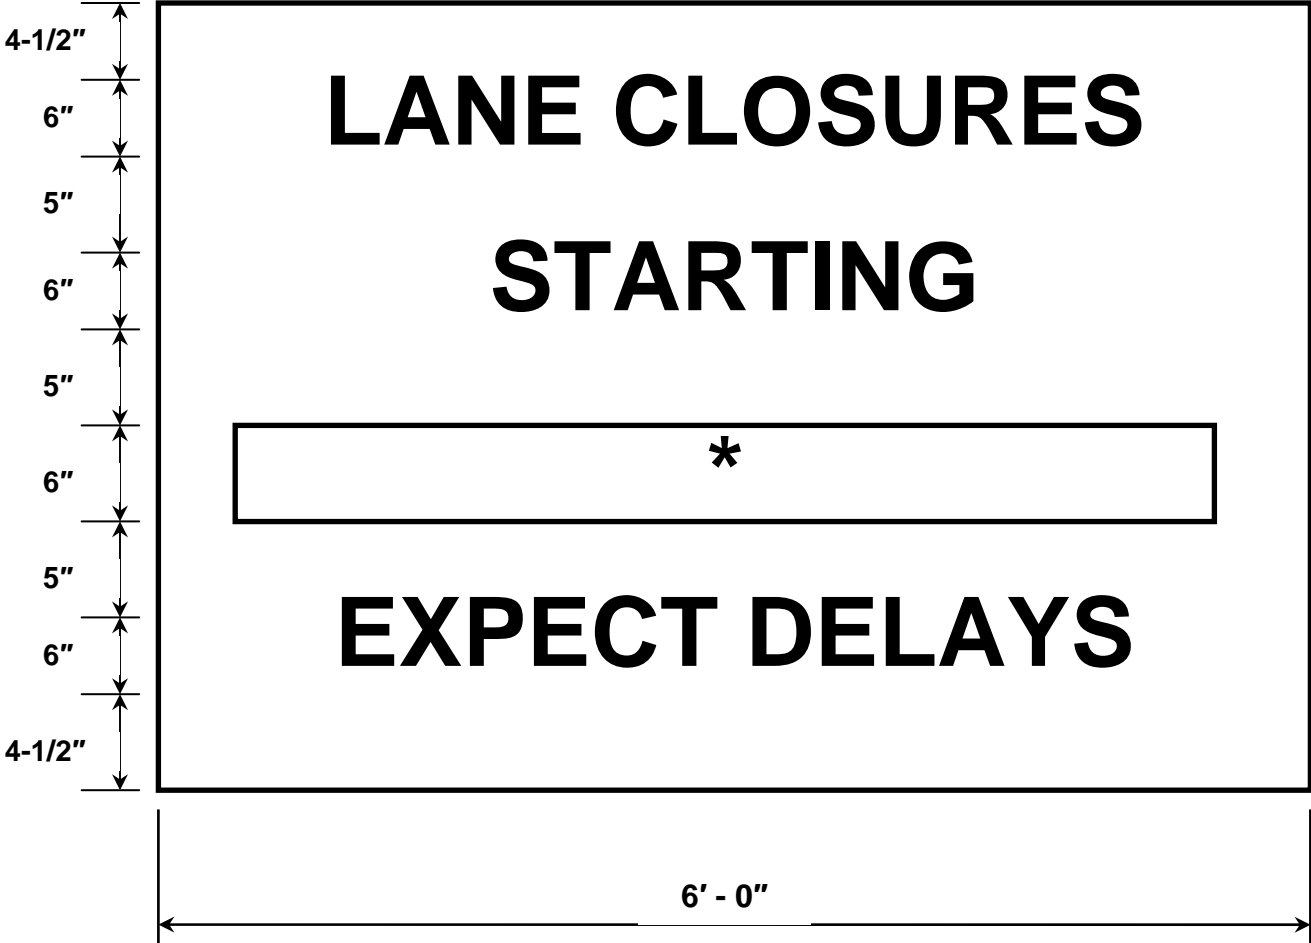 4-1/2″
6″
LANE CLOSURES
5″
6″
STARTING
5″
6″
*
5″
6″
EXPECT DELAYS
4-1/2″
6′ - 0″